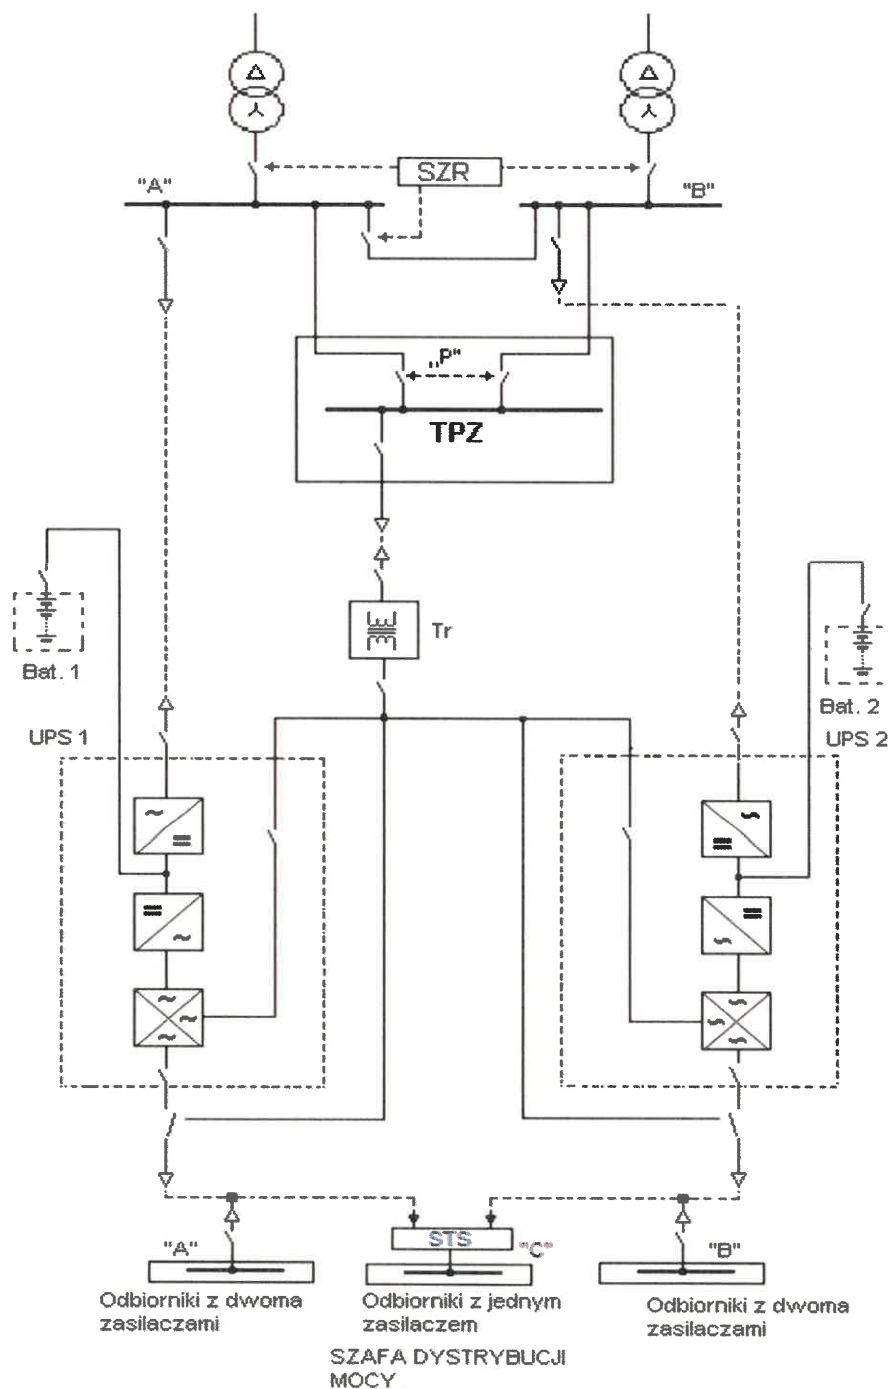 SZR
"A"
"B"
„P"
TPZ
Tr
Bat. 1
Bat. 2
UPS 1
UPS 2
STS
"A"
"C"
"B"
Odbiorniki z dwoma
zasilaczami
Odbiorniki z jednym
zasilaczem
Odbiorniki z dwoma
zasilaczami
SZAFA DYSTRYBUCJI
MOCY